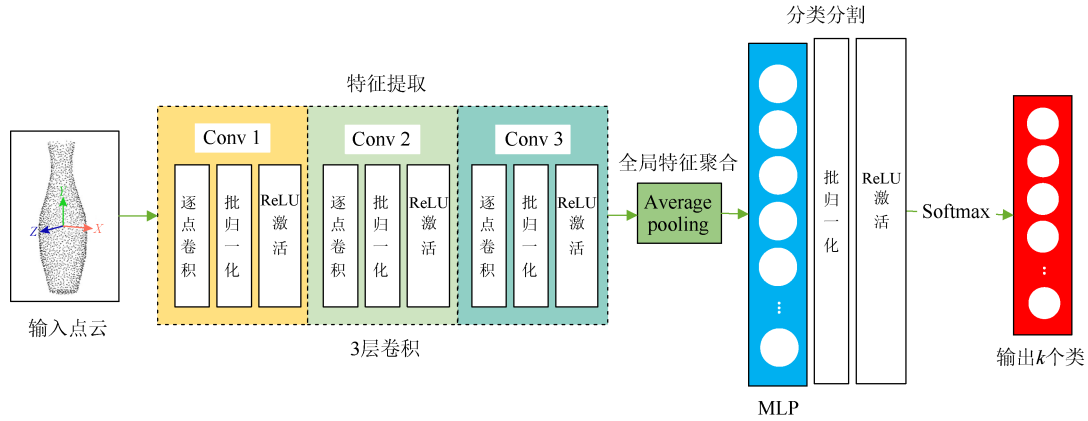 分类分割
特征提取
Conv 1
Conv 2
Conv 3
逐点卷积
批归一化
ReLU激活
逐点卷积
批归一化
ReLU激活
逐点卷积
批归一化
ReLU激活
全局特征聚合
Average
pooling
批归一化
ReLU
激活
Softmax
Y
Z
X
输入点云
3层卷积
...
MLP
...
输出k个类